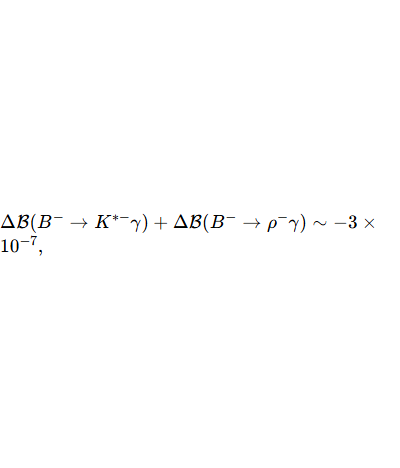 Δℬ(B⁻ → K*⁻γ) + Δℬ(B⁻ → ρ⁻γ) ∼ −3 ×
10⁻⁷,